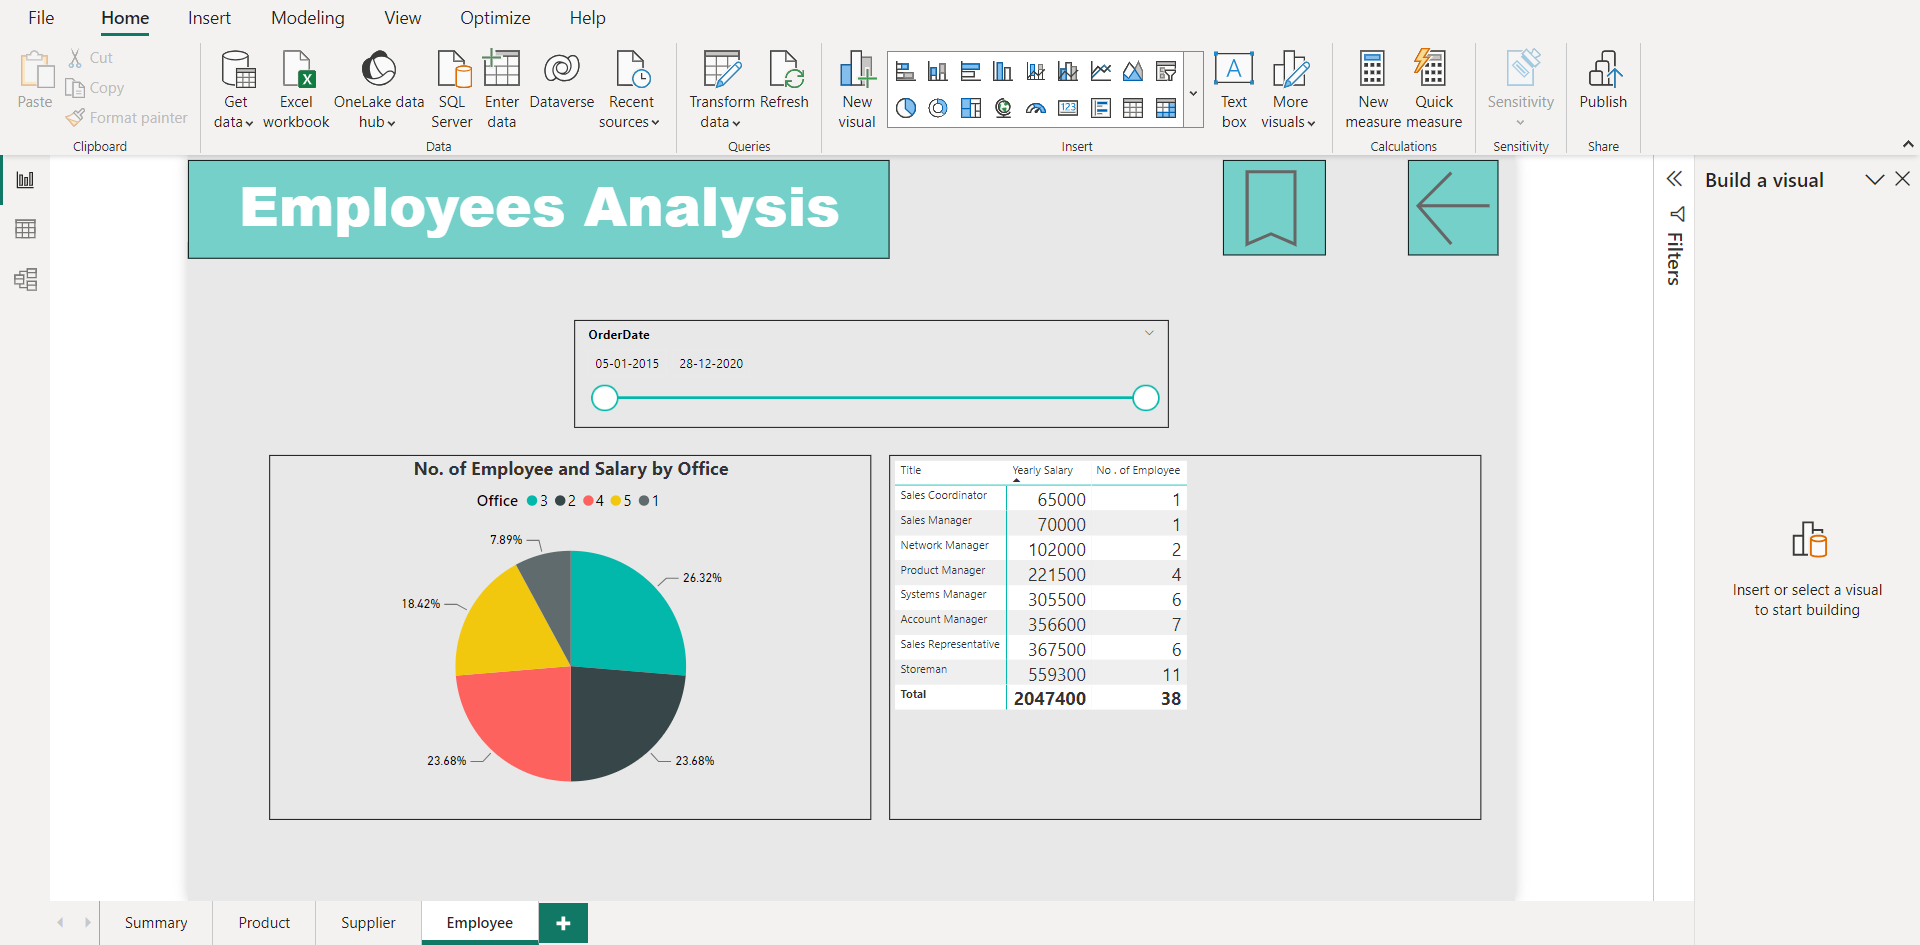 File Home Insert Modeling View Optimize Help
Paste
Cut
Copy
Format painter
Clipboard
Get data
Excel workbook
OneLake data hub
SQL Server
Enter data
Dataverse
Recent sources
Data
Transform data
Refresh
Queries
New visual
123
A
Text box
More visuals
Insert
New measure
Quick measure
Calculations
Sensitivity
Sensitivity
Publish
Share
Employees Analysis
OrderDate
05-01-2015 28-12-2020
No. of Employee and Salary by Office
Office 3 2 4 5 1
7.89%
26.32%
18.42%
23.68%
23.68%
Title Yearly Salary No . of Employee
Sales Coordinator 65000 1
Sales Manager 70000 1
Network Manager 102000 2
Product Manager 221500 4
Systems Manager 305500 6
Account Manager 356600 7
Sales Representative 367500 6
Storeman 559300 11
Total 2047400 38
Filters
Build a visual
Insert or select a visual
to start building
Summary Product Supplier Employee +